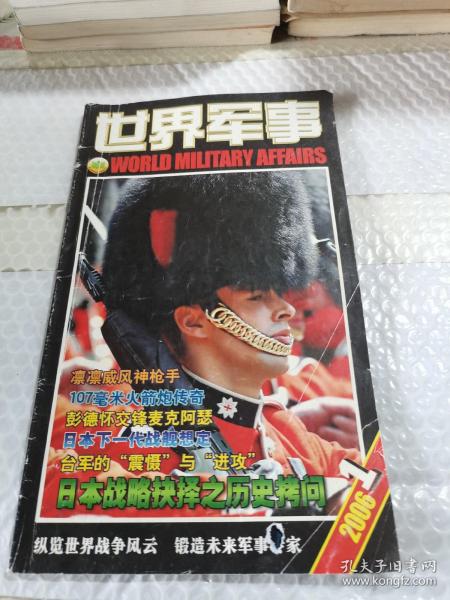 世界军事
WORLD MILITARY AFFAIRS
凛凛威风神枪手
107毫米火箭炮传奇
彭德怀交锋麦克阿瑟
日本下一代战舰想定
台军的“震慑”与“进攻”
日本战略抉择之历史拷问
2006 1
纵览世界战争风云 锻造未来军事家
孔夫子旧书网
www.kongfz.com